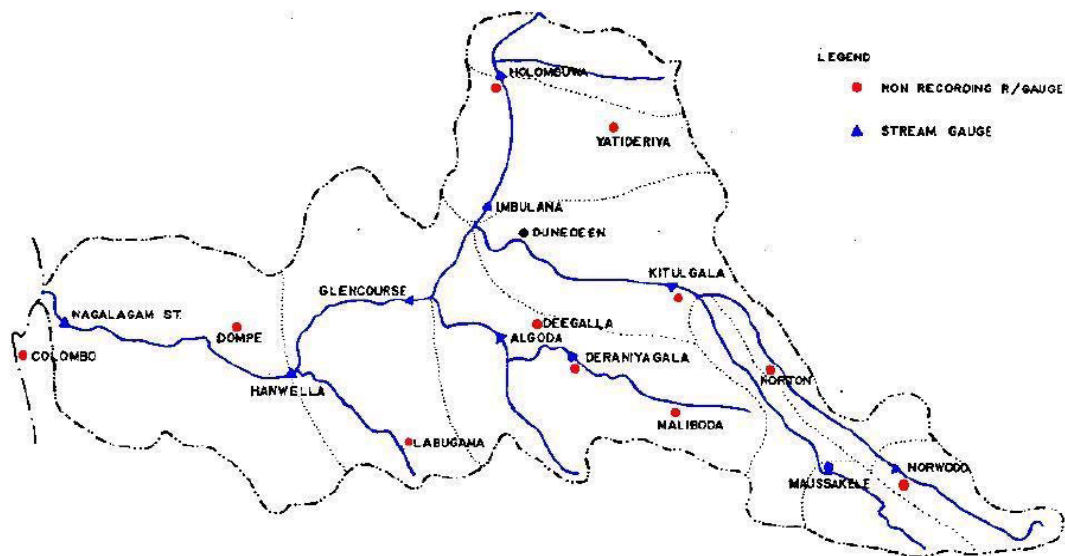 LEGEND
HOLOMBUWA
NON RECORDING R/GAUGE
STREAM GAUGE
YATIDERIYA
IMBULANA
DUNEDEEN
KITULGALA
GLENCOURSE
NAGALAGAM ST.
DEEGALLA
DOMPE
ALGODA
COLOMBO
DERANIYAGALA
HANWELLA
NORTON
MALIBODA
LABUGAMA
NORWOOD
MAUSSAKELE